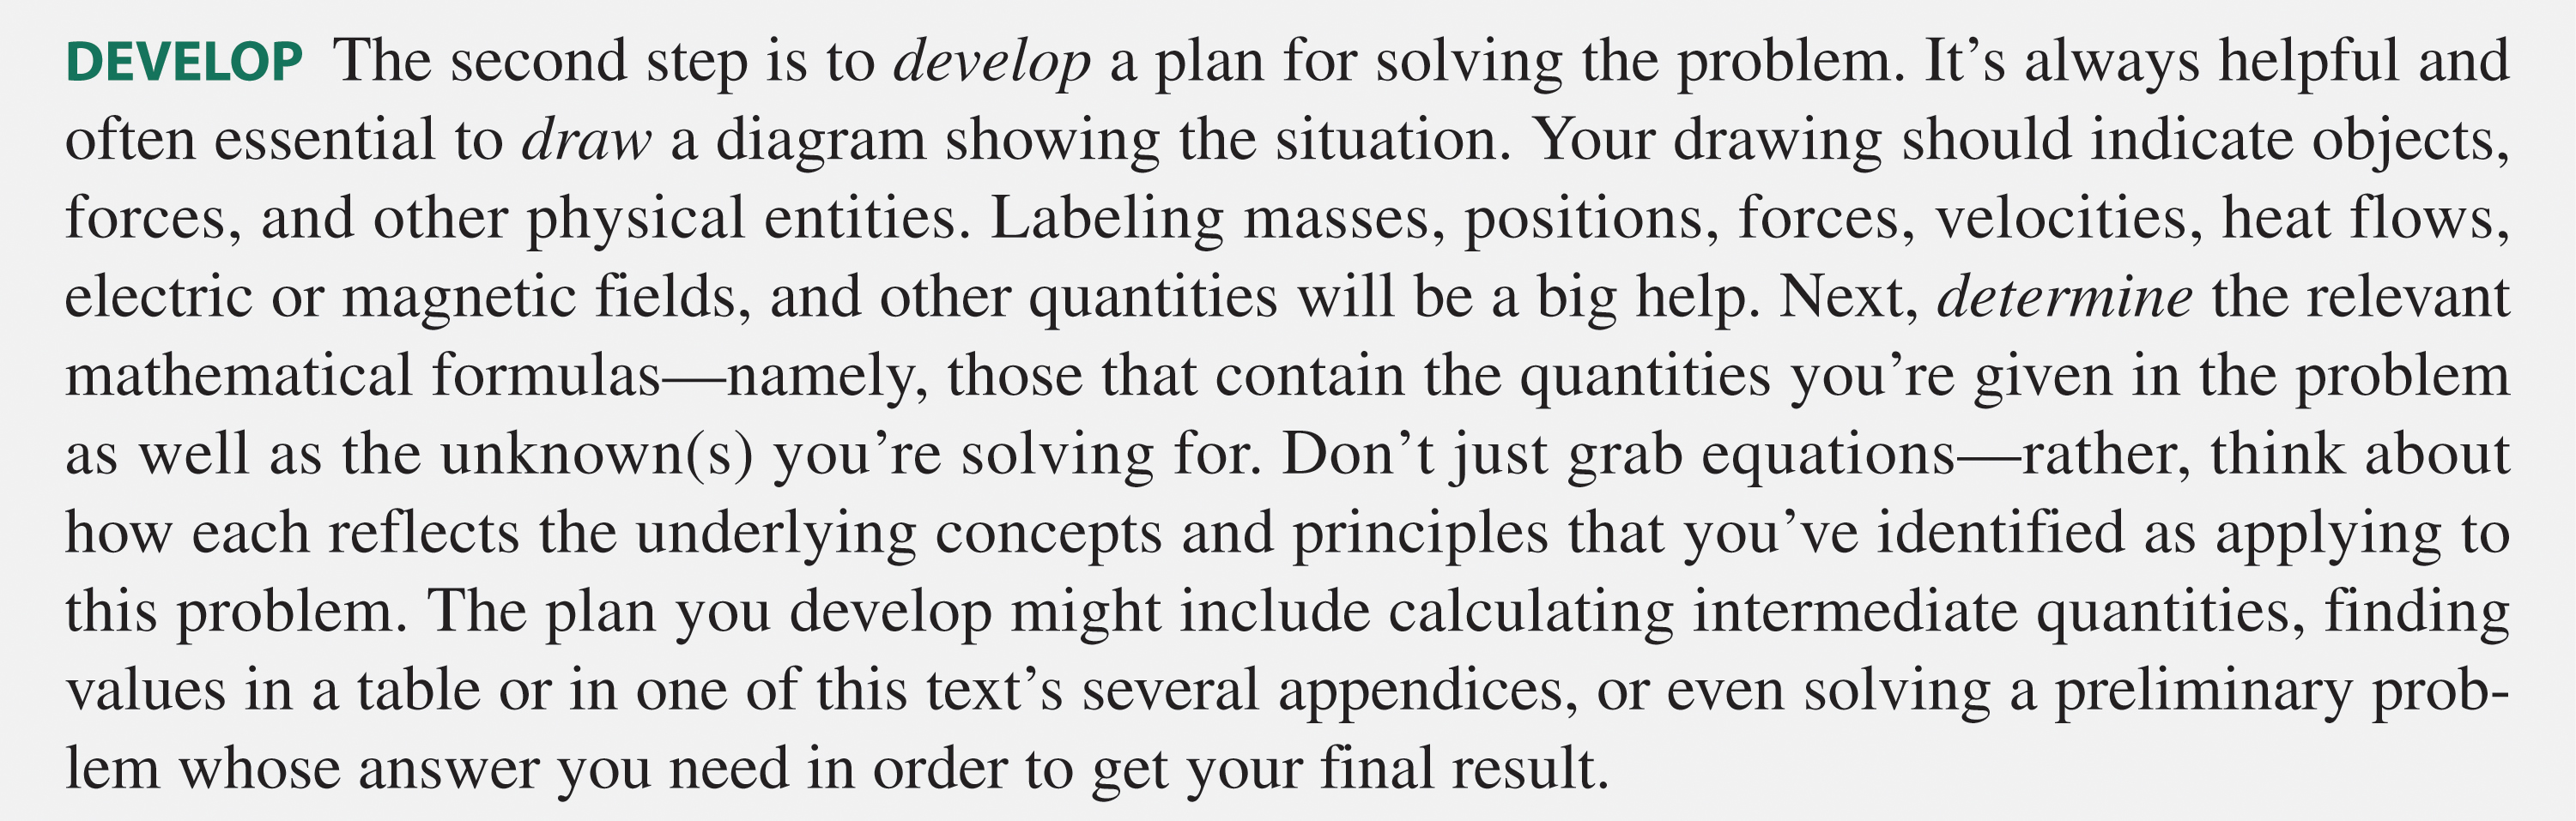 DEVELOP The second step is to develop a plan for solving the problem. It’s always helpful and
often essential to draw a diagram showing the situation. Your drawing should indicate objects,
forces, and other physical entities. Labeling masses, positions, forces, velocities, heat flows,
electric or magnetic fields, and other quantities will be a big help. Next, determine the relevant
mathematical formulas—namely, those that contain the quantities you’re given in the problem
as well as the unknown(s) you’re solving for. Don’t just grab equations—rather, think about
how each reflects the underlying concepts and principles that you’ve identified as applying to
this problem. The plan you develop might include calculating intermediate quantities, finding
values in a table or in one of this text’s several appendices, or even solving a preliminary prob-
lem whose answer you need in order to get your final result.